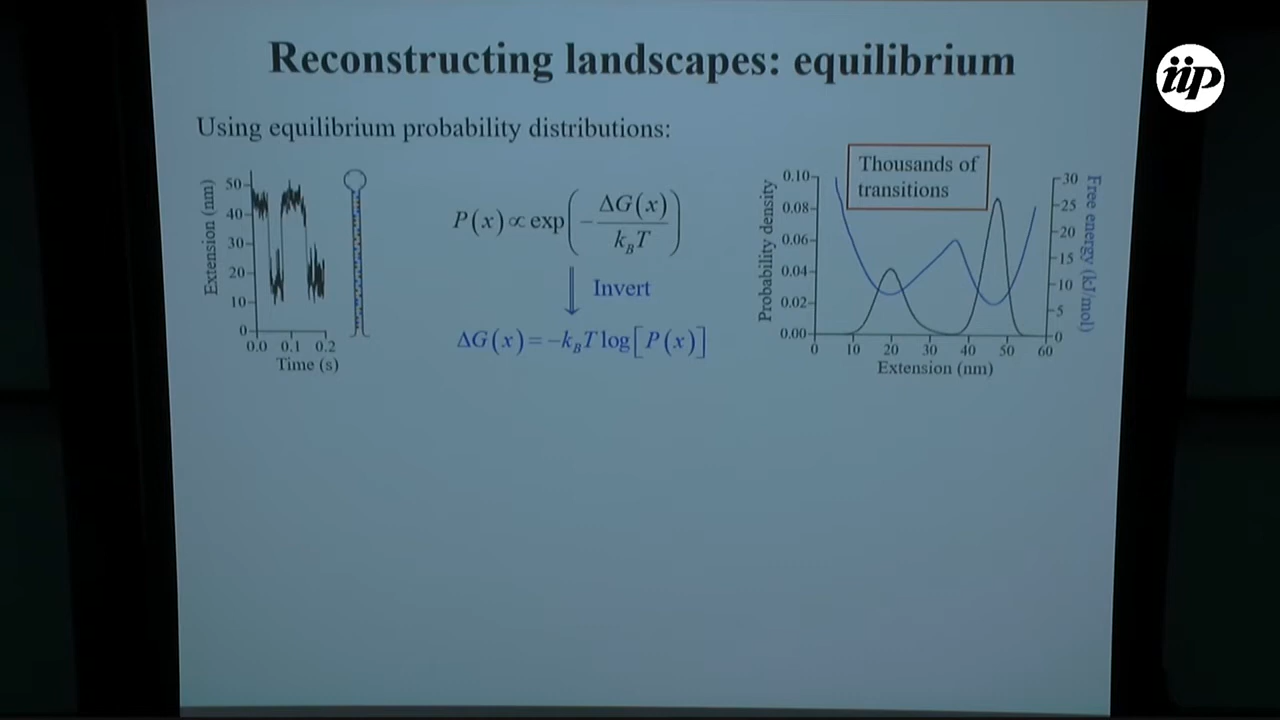 Reconstructing landscapes: equilibrium
iip
Using equilibrium probability distributions:
Extension (nm)
50
40
30
20
10
0
0.0 0.1 0.2
Time (s)
P(x)∝exp(−ΔG(x)/k_BT)
Invert
ΔG(x)=−k_BT log[P(x)]
Thousands of
transitions
Probability density
0.10
0.08
0.06
0.04
0.02
0.00
0 10 20 30 40 50 60
Extension (nm)
30
25
20
15
10
5
0
Free energy (kJ/mol)